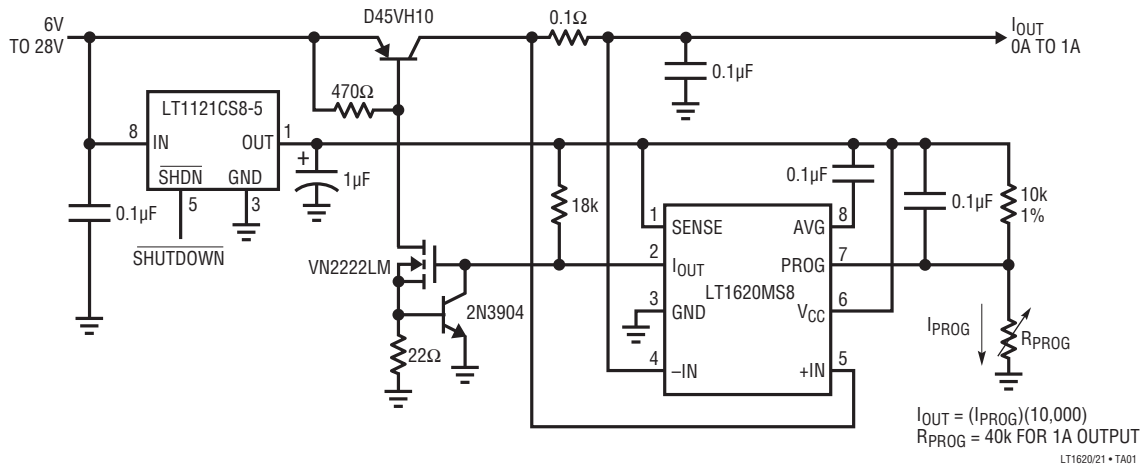 6V
TO 28V
D45VH10
0.1Ω
IOUT
0A TO 1A
0.1µF
470Ω
LT1121CS8-5
8
IN
OUT
1
SHDN
GND
5
3
+
1µF
0.1µF
SHUTDOWN
18k
0.1µF
0.1µF
10k
1%
1
SENSE
AVG
8
VN2222LM
2
IOUT
PROG
7
LT1620MS8
2N3904
3
GND
VCC
6
IPROG
RPROG
22Ω
4
–IN
+IN
5
IOUT = (IPROG)(10,000)
RPROG = 40k FOR 1A OUTPUT
LT1620/21 • TA01